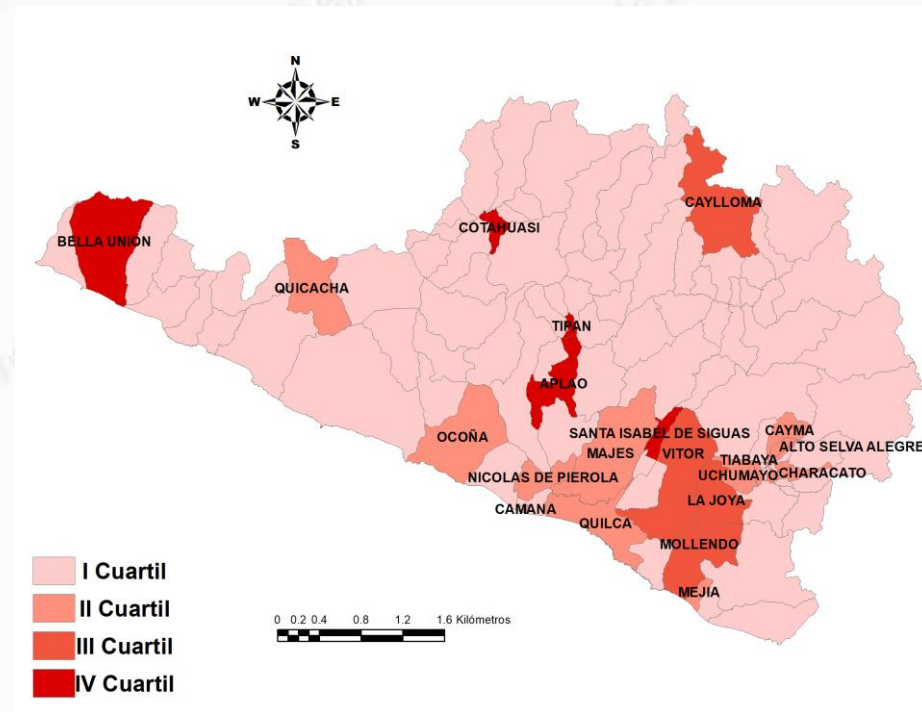 N
W E
S
CAYLLOMA
COTAHUASI
BELLA UNION
QUICACHA
TIPAN
APLAO
OCOÑA
SANTA ISABEL DE SIGUAS
CAYMA
ALTO SELVA ALEGRE
MAJES
VITOR
TIABAYA
NICOLAS DE PIEROLA
UCHUMAYO
CHARACATO
LA JOYA
CAMANA
QUILCA
MOLLENDO
MEJIA
I Cuartil
II Cuartil
III Cuartil
IV Cuartil
0 0.2 0.4 0.8 1.2 1.6 Kilómetros